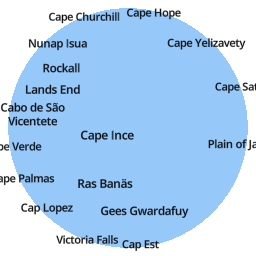 Cape Hope
Cape Churchill
Nunap Isua
Cape Yelizavety
Rockall
Lands End
Cape Sat
Cabo de São
Vicentete
Cape Ince
Plain of Ja
pe Verde
ape Palmas
Ras Banäs
Cap Lopez
Gees Gwardafuy
Victoria Falls
Cap Est